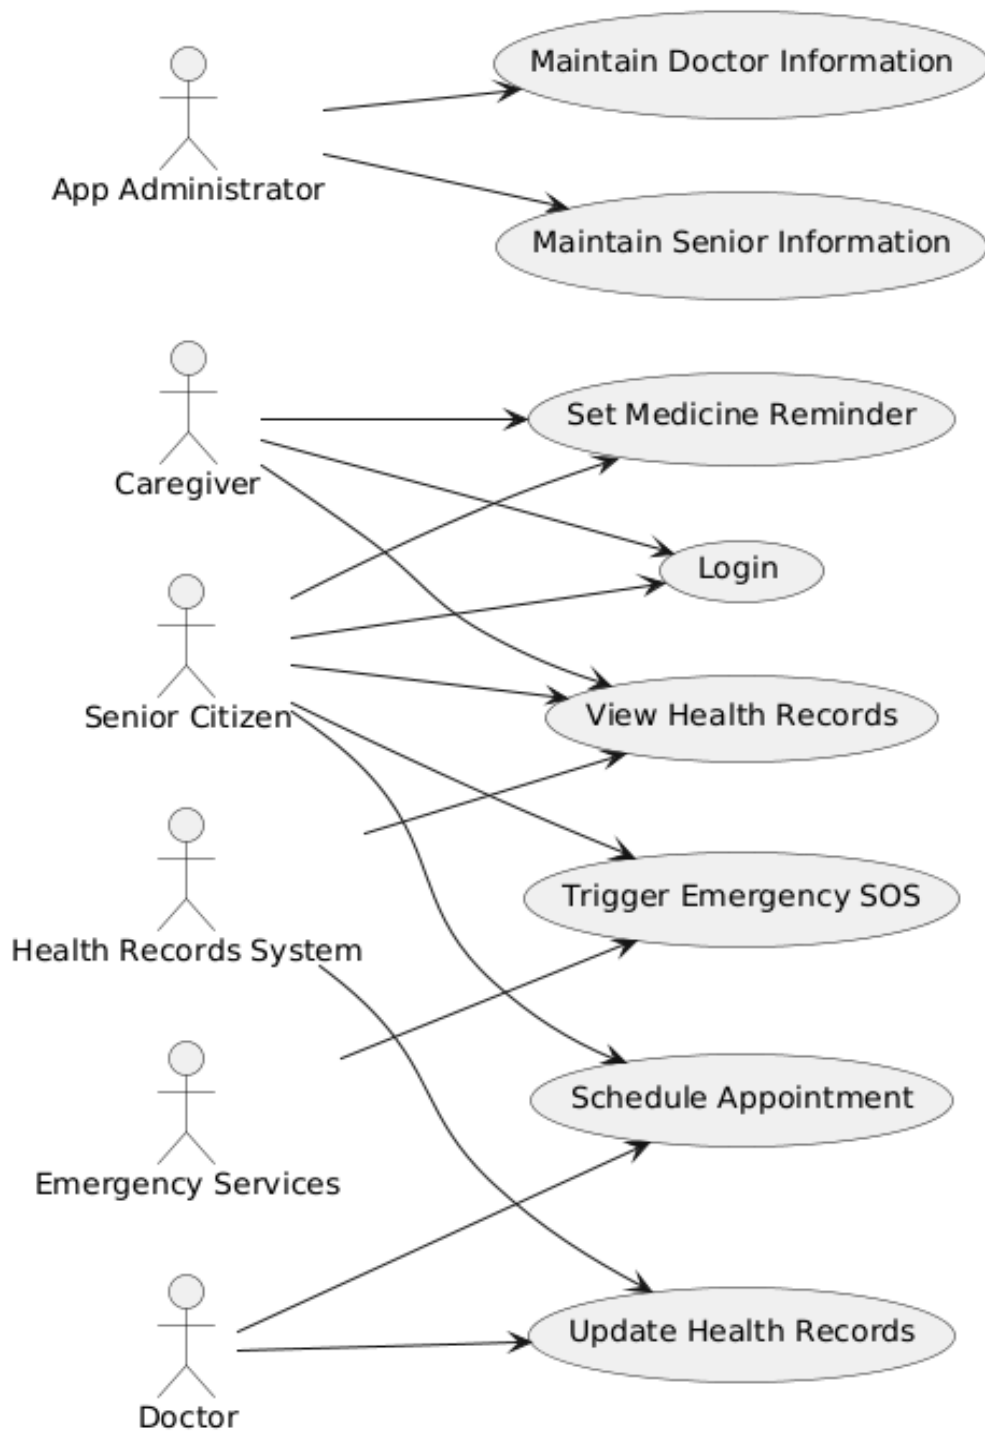 Maintain Doctor Information
App Administrator
Maintain Senior Information
Set Medicine Reminder
Caregiver
Login
Senior Citizen
View Health Records
Trigger Emergency SOS
Health Records System
Schedule Appointment
Emergency Services
Update Health Records
Doctor